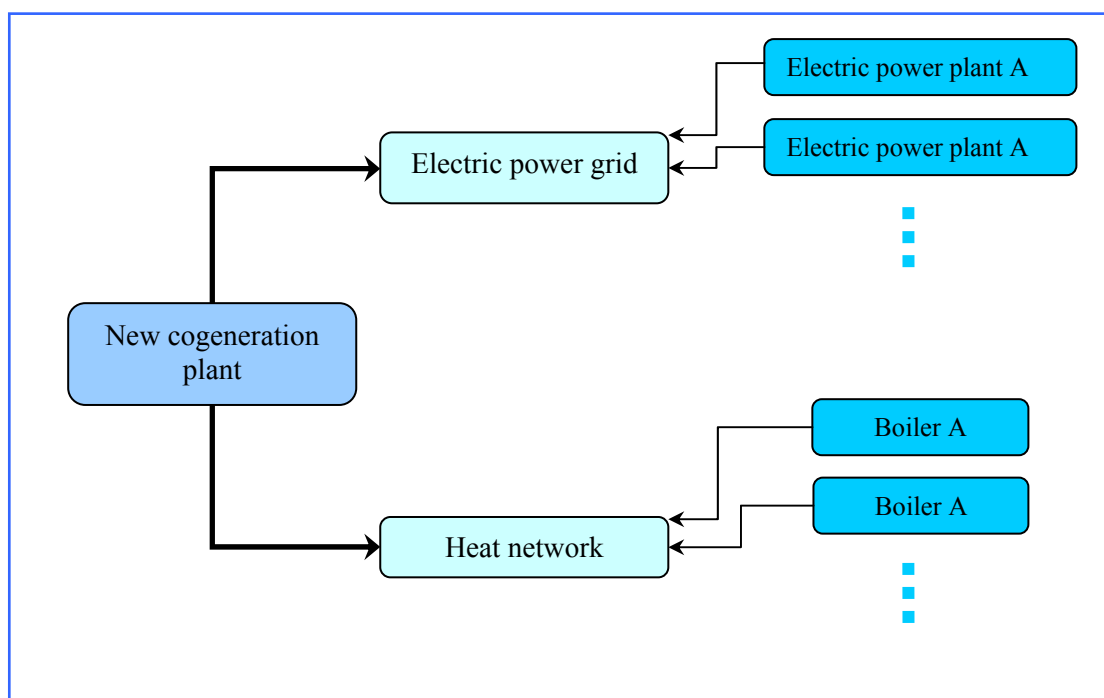 Electric power plant A
Electric power plant A
Electric power grid
New cogeneration
plant
Boiler A
Boiler A
Heat network